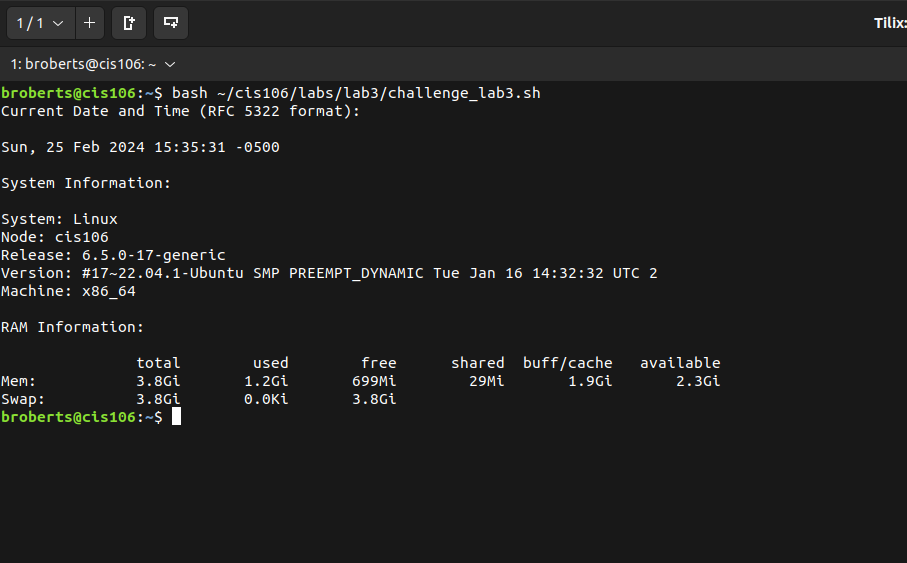 1 / 1
Tilix:
1: broberts@cis106: ~
broberts@cis106:~$ bash ~/cis106/labs/lab3/challenge_lab3.sh
Current Date and Time (RFC 5322 format):
Sun, 25 Feb 2024 15:35:31 -0500
System Information:
System: Linux
Node: cis106
Release: 6.5.0-17-generic
Version: #17~22.04.1-Ubuntu SMP PREEMPT_DYNAMIC Tue Jan 16 14:32:32 UTC 2
Machine: x86_64
RAM Information:
total used free shared buff/cache available
Mem: 3.8Gi 1.2Gi 699Mi 29Mi 1.9Gi 2.3Gi
Swap: 3.8Gi 0.0Ki 3.8Gi
broberts@cis106:~$